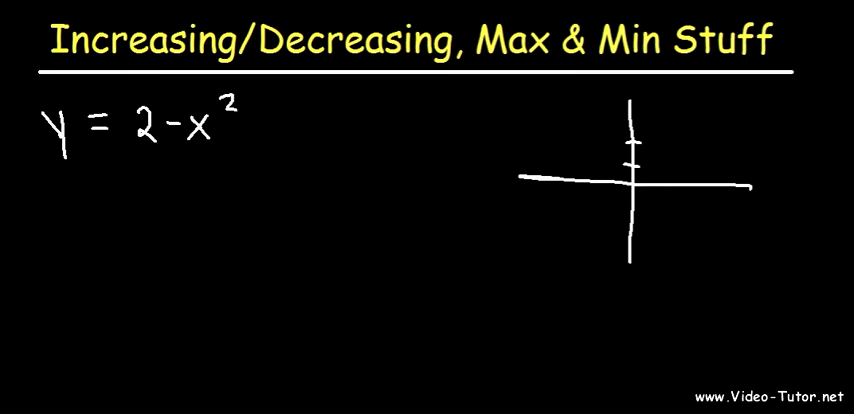 Increasing/Decreasing, Max & Min Stuff
y = 2-x²
www.Video-Tutor.net